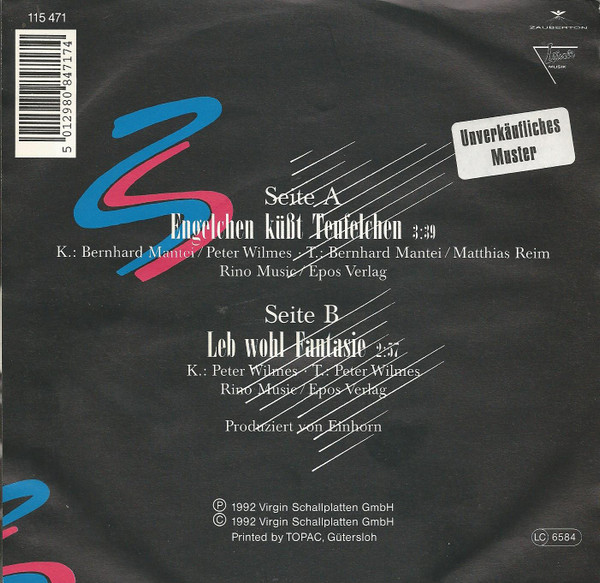 115 471
5 012980 847174
ZAUBERTON
MUSIK
Unverkäufliches
Muster
Seite A
Engelchen küßt Teufelchen 3:39
K.: Bernhard Mantei / Peter Wilmes · T.: Bernhard Mantei / Matthias Reim
Rino Music / Epos Verlag
Seite B
Leb wohl Fantasie 2:57
K.: Peter Wilmes · T.: Peter Wilmes
Rino Music / Epos Verlag
Produziert von Einhorn
Ⓟ 1992 Virgin Schallplatten GmbH
© 1992 Virgin Schallplatten GmbH
Printed by TOPAC, Gütersloh
LC 6584